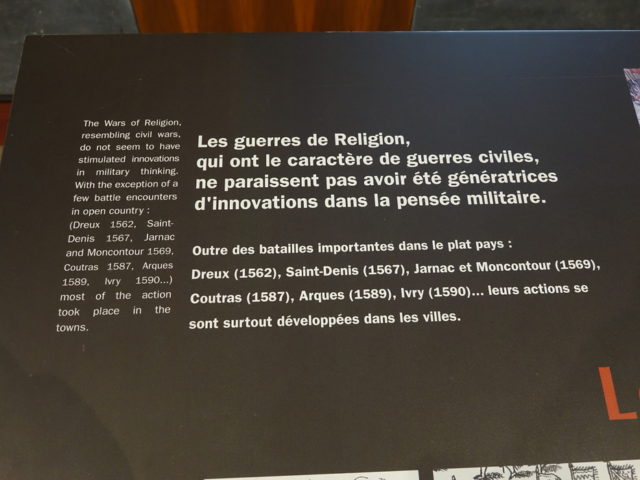 The Wars of Religion,
resembling civil wars,
do not seem to have
stimulated innovations
in military thinking.
With the exception of a
few battle encounters
in open country :
(Dreux 1562, Saint-
Denis 1567, Jarnac
and Moncontour 1569,
Coutras 1587, Arques
1589, Ivry 1590...)
most of the action
took place in the
towns.
Les guerres de Religion,
qui ont le caractère de guerres civiles,
ne paraissent pas avoir été génératrices
d'innovations dans la pensée militaire.
Outre des batailles importantes dans le plat pays :
Dreux (1562), Saint-Denis (1567), Jarnac et Moncontour (1569),
Coutras (1587), Arques (1589), Ivry (1590)... leurs actions se
sont surtout développées dans les villes.